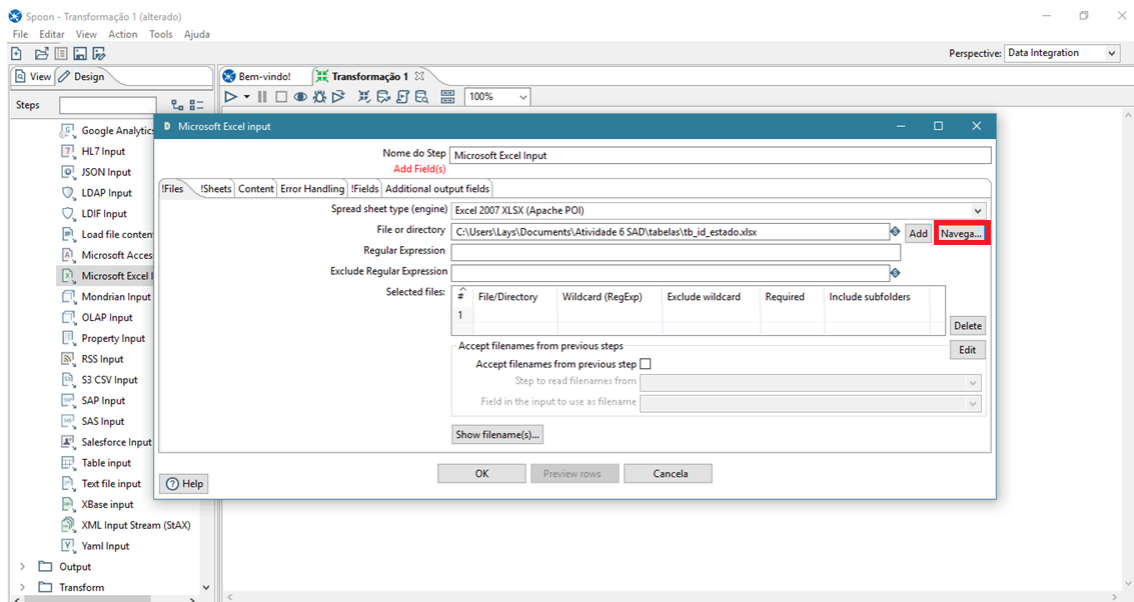 Spoon - Transformação 1 (alterado)
File Editar View Action Tools Ajuda
Perspective: Data Integration
View Design
Bem-vindo! Transformação 1
Steps
100%
Google Analytics
HL7 Input
JSON Input
LDAP Input
LDIF Input
Load file conten
Microsoft Acces
Microsoft Excel I
Mondrian Input
OLAP Input
Property Input
RSS Input
S3 CSV Input
SAP Input
SAS Input
Salesforce Input
Table input
Text file input
XBase input
XML Input Stream (StAX)
Yaml Input
Output
Transform
Microsoft Excel input
Nome do Step Microsoft Excel Input
Add Field(s)
!Files !Sheets Content Error Handling !Fields Additional output fields
Spread sheet type (engine) Excel 2007 XLSX (Apache POI)
File or directory C:\Users\Lays\Documents\Atividade 6 SAD\tabelas\tb_id_estado.xlsx Add Navega...
Regular Expression
Exclude Regular Expression
Selected files: # File/Directory Wildcard (RegExp) Exclude wildcard Required Include subfolders
1
Delete
Edit
Accept filenames from previous steps
Accept filenames from previous step
Step to read filenames from
Field in the input to use as filename
Show filename(s)...
OK Preview rows Cancela
Help